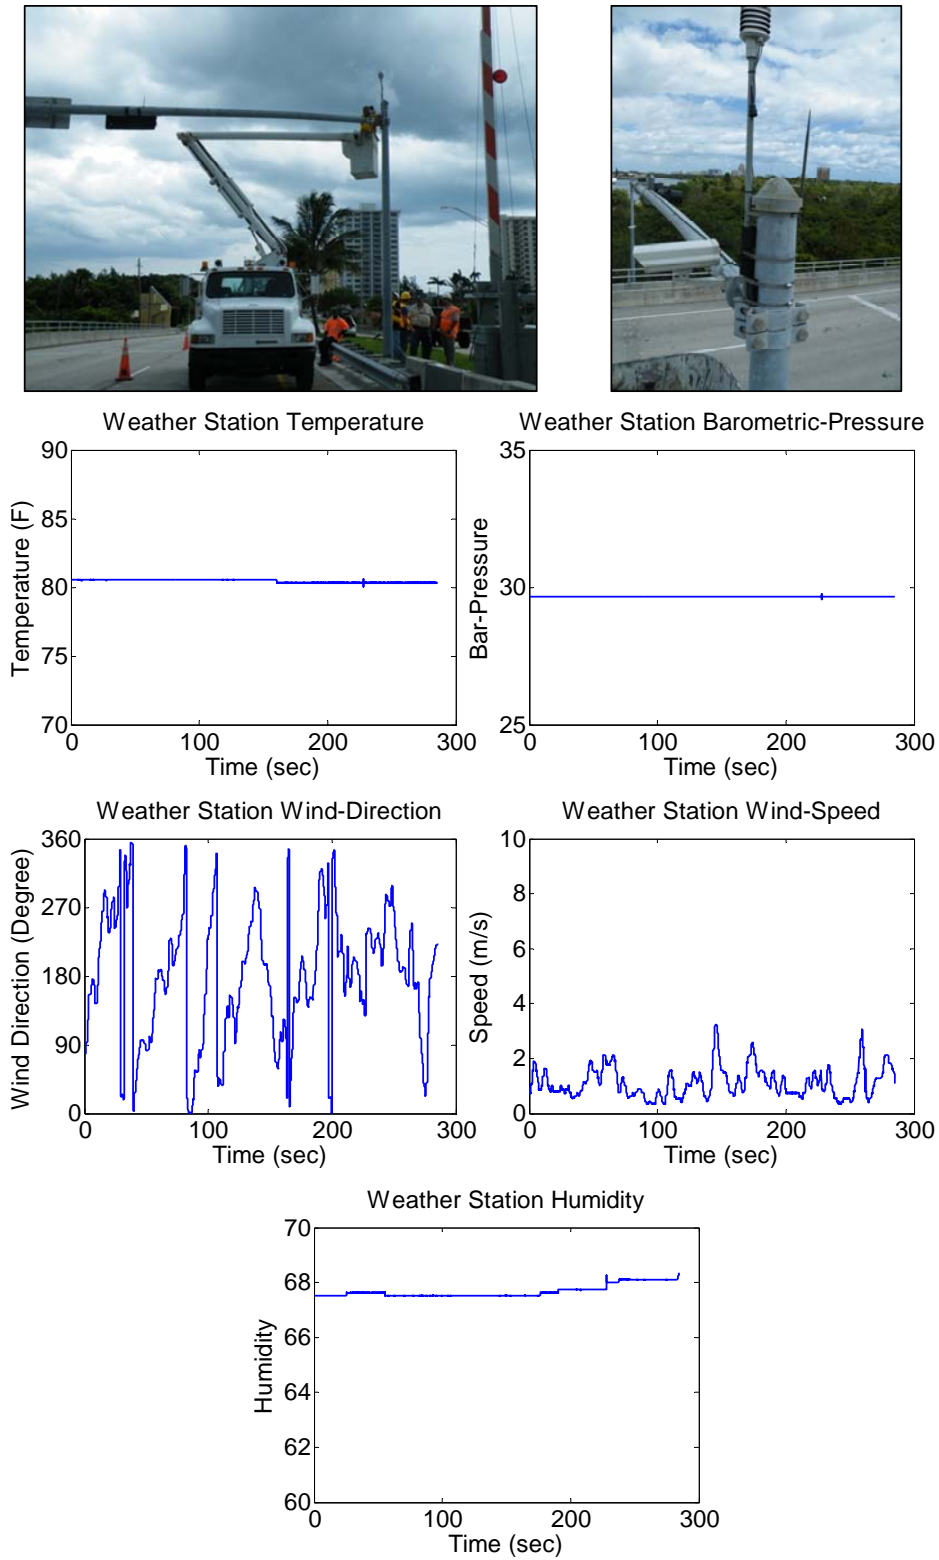 Weather Station Temperature
90
85
80
75
70
Temperature (F)
0 100 200 300
Time (sec)
Weather Station Barometric-Pressure
35
30
25
Bar-Pressure
0 100 200 300
Time (sec)
Weather Station Wind-Direction
360
270
180
90
0
Wind Direction (Degree)
0 100 200 300
Time (sec)
Weather Station Wind-Speed
10
8
6
4
2
0
Speed (m/s)
0 100 200 300
Time (sec)
Weather Station Humidity
70
68
66
64
62
60
Humidity
0 100 200 300
Time (sec)